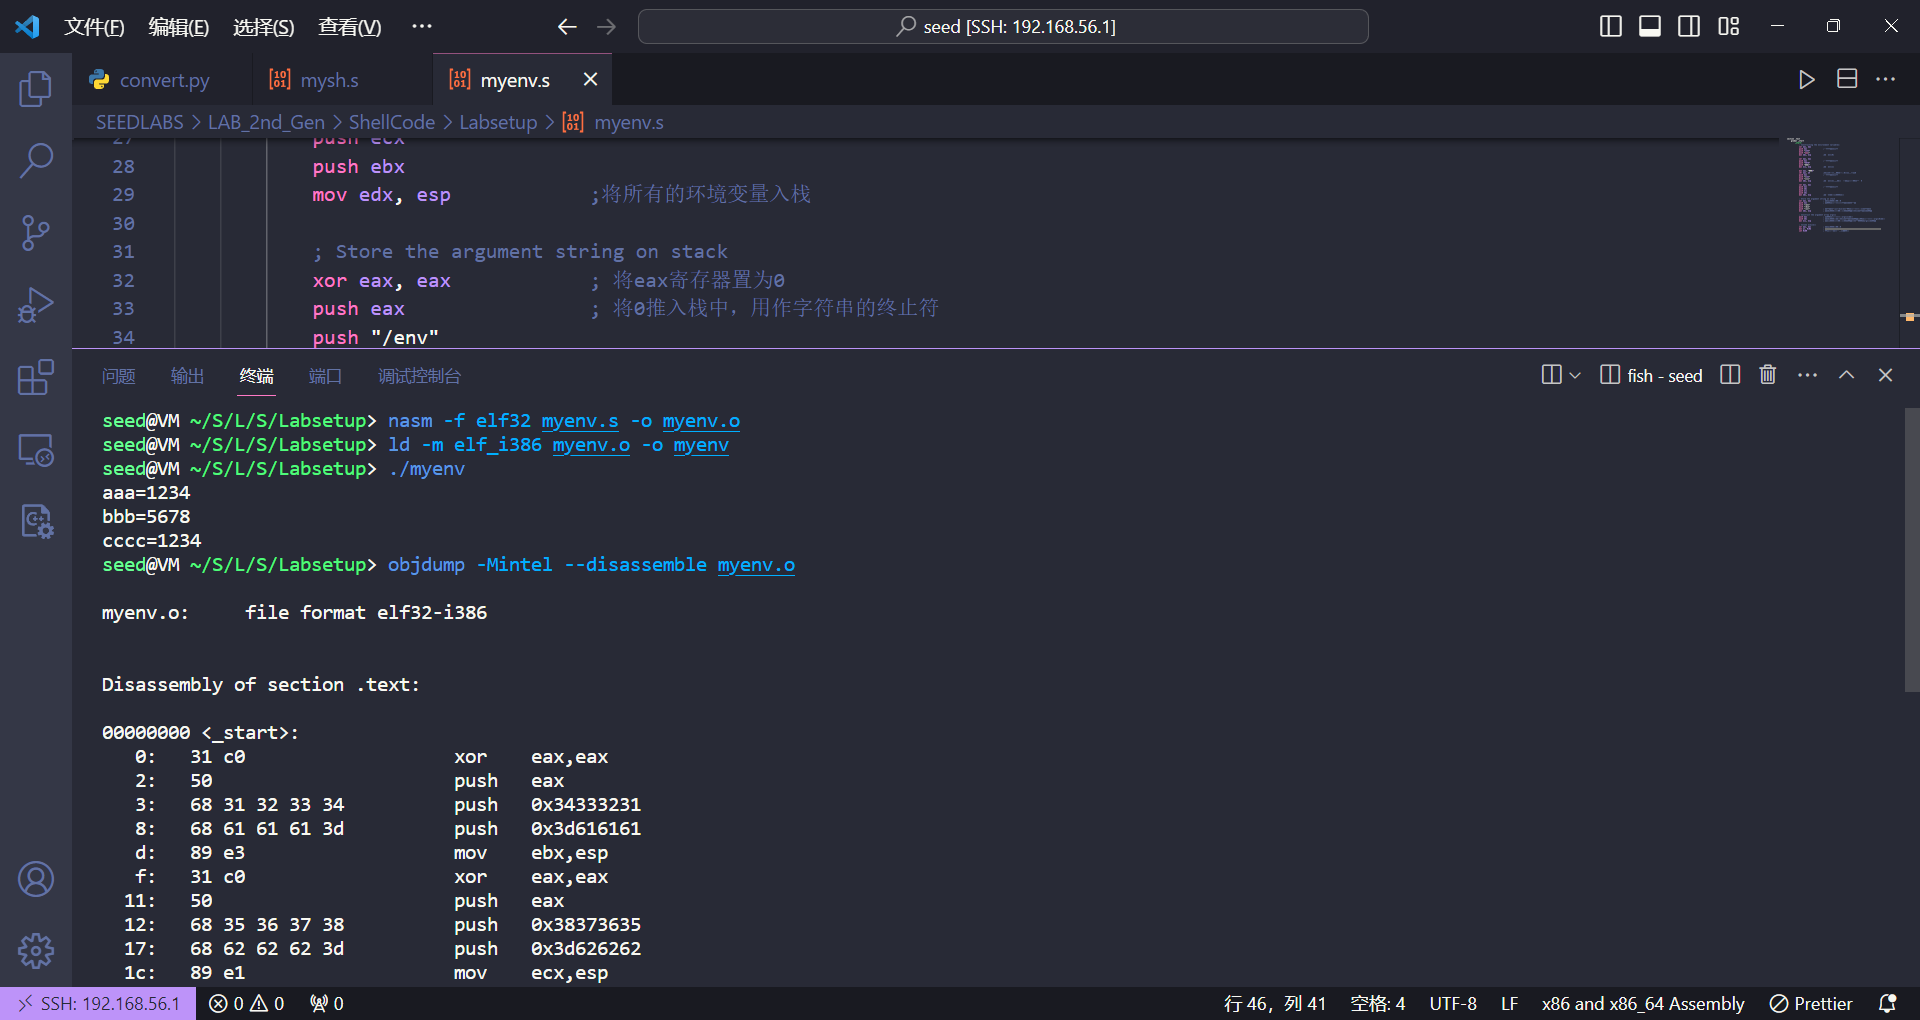 文件(F) 编辑(E) 选择(S) 查看(V) ··· seed [SSH: 192.168.56.1]
convert.py mysh.s myenv.s
SEEDLABS > LAB_2nd_Gen > ShellCode > Labsetup > myenv.s
27 push ecx
28 push ebx
29 mov edx, esp ;将所有的环境变量入栈
30
31 ; Store the argument string on stack
32 xor eax, eax ; 将eax寄存器置为0
33 push eax ; 将0推入栈中，用作字符串的终止符
34 push "/env"
问题 输出 终端 端口 调试控制台 fish - seed
seed@VM ~/S/L/S/Labsetup> nasm -f elf32 myenv.s -o myenv.o
seed@VM ~/S/L/S/Labsetup> ld -m elf_i386 myenv.o -o myenv
seed@VM ~/S/L/S/Labsetup> ./myenv
aaa=1234
bbb=5678
cccc=1234
seed@VM ~/S/L/S/Labsetup> objdump -Mintel --disassemble myenv.o
myenv.o: file format elf32-i386
Disassembly of section .text:
00000000 <_start>:
0: 31 c0 xor eax,eax
2: 50 push eax
3: 68 31 32 33 34 push 0x34333231
8: 68 61 61 61 3d push 0x3d616161
d: 89 e3 mov ebx,esp
f: 31 c0 xor eax,eax
11: 50 push eax
12: 68 35 36 37 38 push 0x38373635
17: 68 62 62 62 3d push 0x3d626262
1c: 89 e1 mov ecx,esp
SSH: 192.168.56.1 0 0 0 行 46，列 41 空格: 4 UTF-8 LF x86 and x86_64 Assembly Prettier